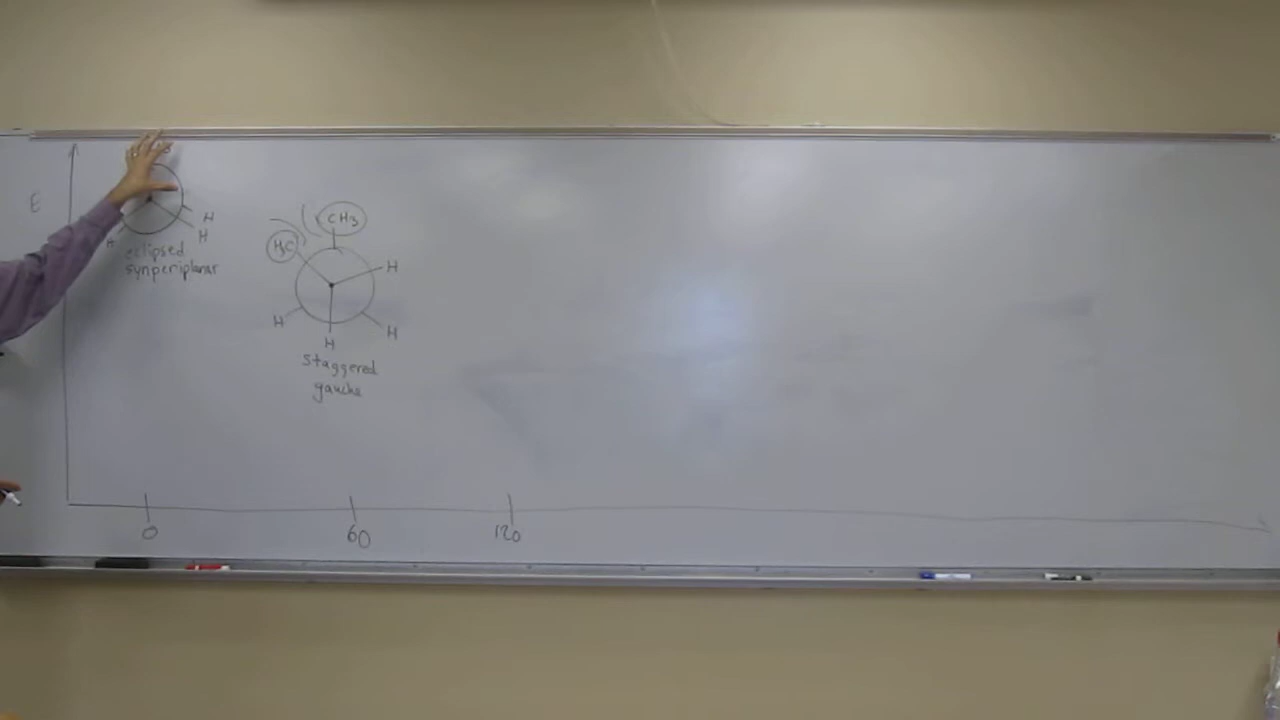 E
H
H
H
eclipsed
synperiplanar
CH3
H3C
H
H
H
H
staggered
gauche
0
60
120